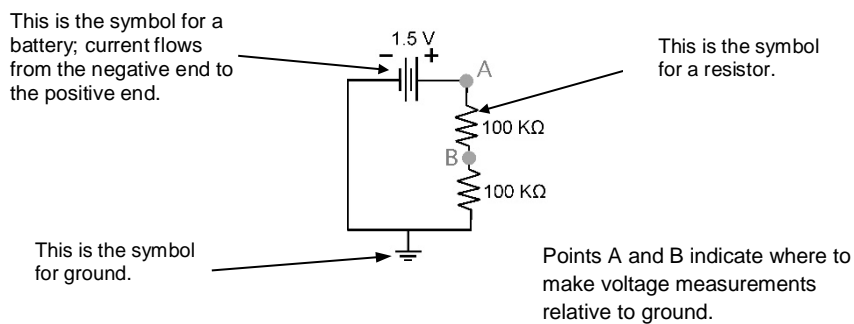 This is the symbol for a
battery; current flows
from the negative end to
the positive end.
1.5 V
− +
A
This is the symbol
for a resistor.
100 KΩ
B
100 KΩ
This is the symbol
for ground.
Points A and B indicate where to
make voltage measurements
relative to ground.